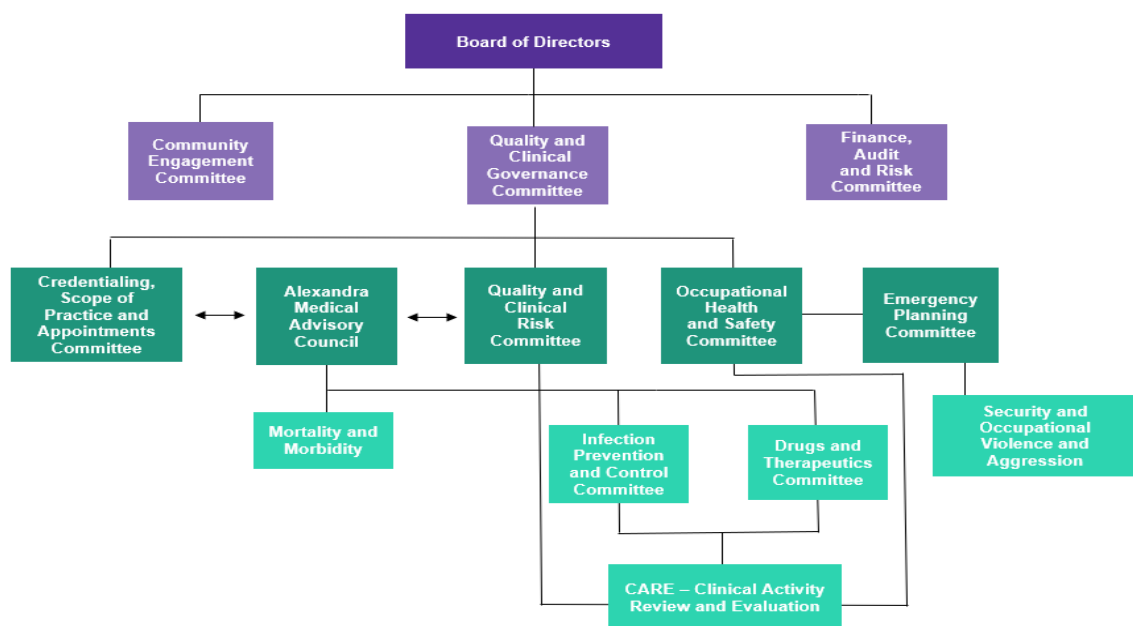 Board of Directors
Community
Engagement
Committee
Quality and
Clinical
Governance
Committee
Finance,
Audit
and Risk
Committee
Credentialing,
Scope of
Practice and
Appointments
Committee
Alexandra
Medical
Advisory
Council
Quality and
Clinical
Risk
Committee
Occupational
Health
and Safety
Committee
Emergency
Planning
Committee
Mortality and
Morbidity
Infection
Prevention
and Control
Committee
Drugs and
Therapeutics
Committee
Security and
Occupational
Violence and
Aggression
CARE – Clinical Activity
Review and Evaluation